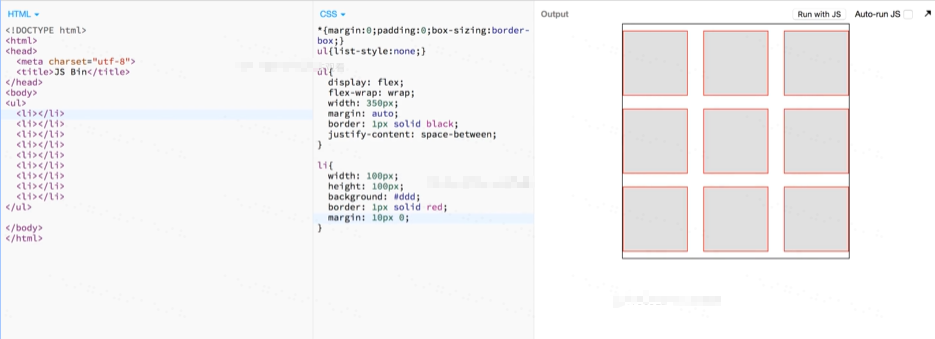 HTML
<!DOCTYPE html>
<html>
<head>
<meta charset="utf-8">
<title>JS Bin</title>
</head>
<body>
<ul>
<li></li>
<li></li>
<li></li>
<li></li>
<li></li>
<li></li>
<li></li>
<li></li>
<li></li>
</ul>
</body>
</html>
CSS
*{margin:0;padding:0;box-sizing:border-
box;}
ul{list-style:none;}
ul{
display: flex;
flex-wrap: wrap;
width: 350px;
margin: auto;
border: 1px solid black;
justify-content: space-between;
}
li{
width: 100px;
height: 100px;
background: #ddd;
border: 1px solid red;
margin: 10px 0;
}
Output
Run with JS
Auto-run JS